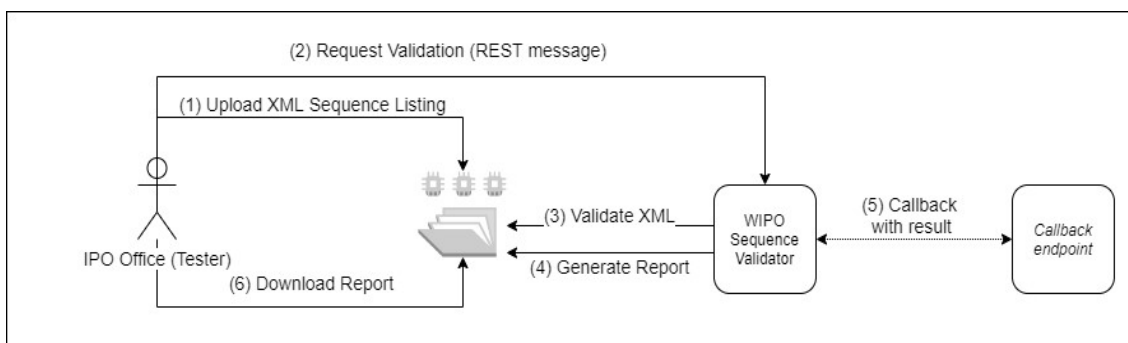 (2) Request Validation (REST message)
(1) Upload XML Sequence Listing
(3) Validate XML
WIPO
Sequence
Validator
(5) Callback
with result
Callback
endpoint
IPO Office (Tester)
(4) Generate Report
(6) Download Report